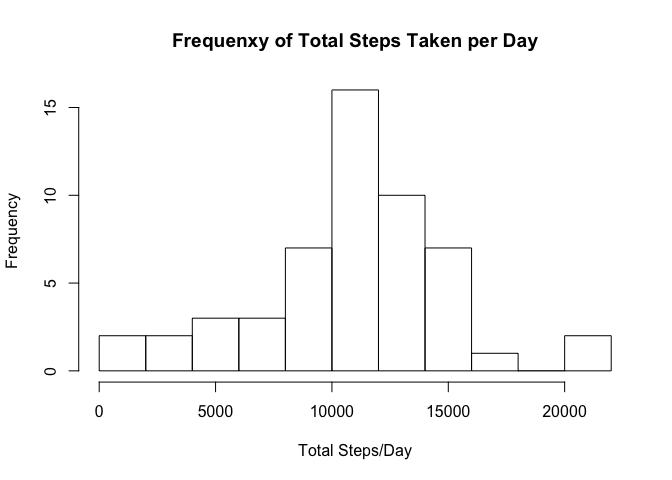 Frequenxy of Total Steps Taken per Day
Frequency
15
10
5
0
0 5000 10000 15000 20000
Total Steps/Day